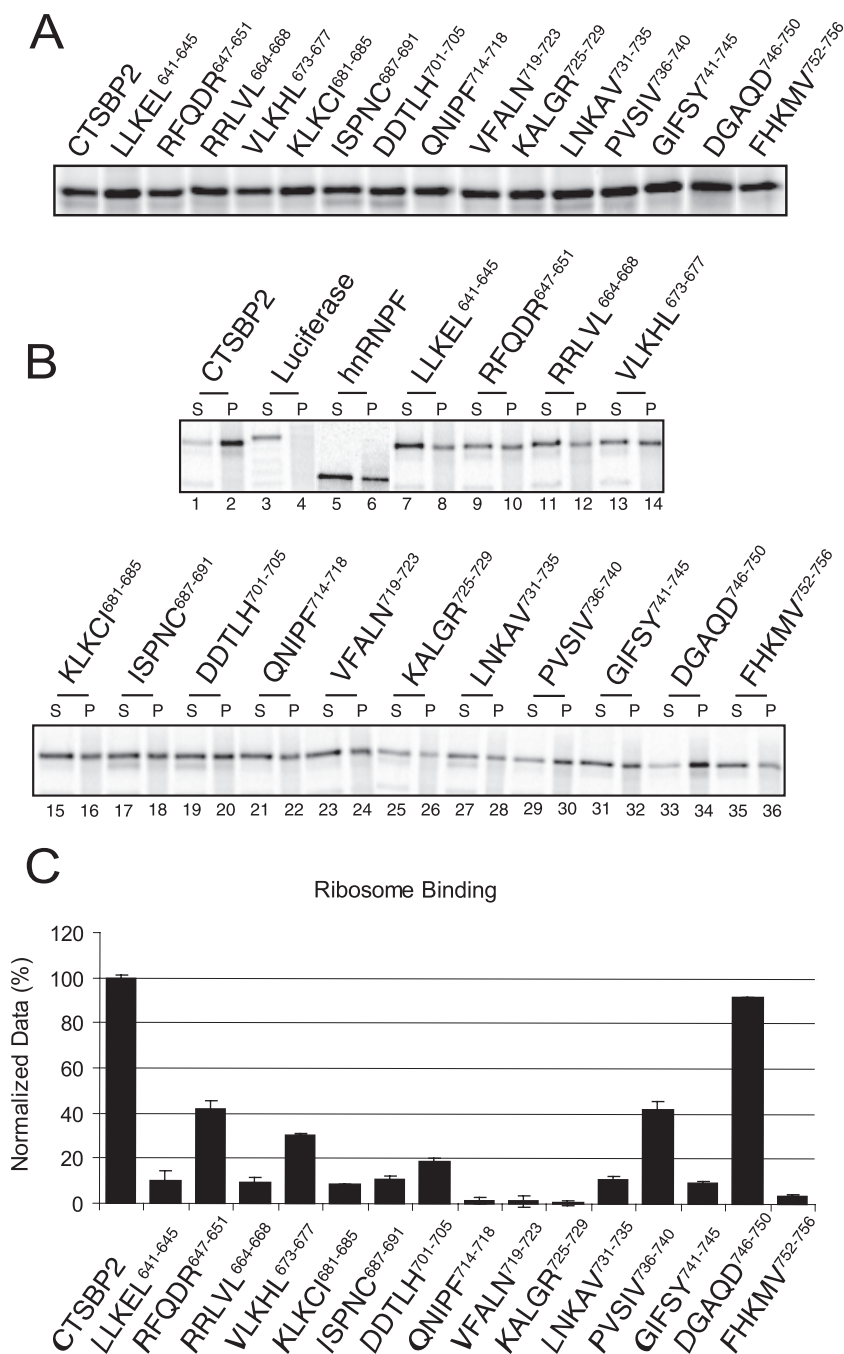 A
CTSBP2 LLKEL641-645 RFQDR647-651 RRLVL664-668 VLKHL673-677 KLKCI681-685 ISPNC687-691 DDTLH701-705 QNIPF714-718 VFALN719-723 KALGR725-729 LNKAV731-735 PVSIV736-740 GIFSY741-745 DGAQD746-750 FHKMV752-756
B
CTSBP2 Luciferase hnRNPF LLKEL641-645 RFQDR647-651 RRLVL664-668 VLKHL673-677
S P S P S P S P S P S P S P
1 2 3 4 5 6 7 8 9 10 11 12 13 14
KLKCI681-685 ISPNC687-691 DDTLH701-705 QNIPF714-718 VFALN719-723 KALGR725-729 LNKAV731-735 PVSIV736-740 GIFSY741-745 DGAQD746-750 FHKMV752-756
S P S P S P S P S P S P S P S P S P S P S P
15 16 17 18 19 20 21 22 23 24 25 26 27 28 29 30 31 32 33 34 35 36
C
Ribosome Binding
Normalized Data (%)
120
100
80
60
40
20
0
CTSBP2 LLKEL641-645 RFQDR647-651 RRLVL664-668 VLKHL673-677 KLKCI681-685 ISPNC687-691 DDTLH701-705 QNIPF714-718 VFALN719-723 KALGR725-729 LNKAV731-735 PVSIV736-740 GIFSY741-745 DGAQD746-750 FHKMV752-756